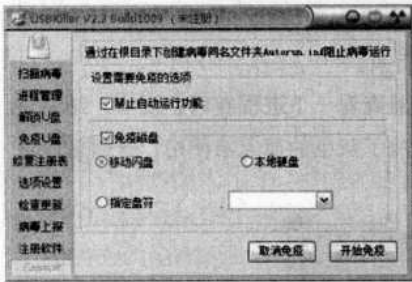 USBKiller V2.2 Build1009 (未注册)
扫描病毒
进程管理
解锁U盘
免疫U盘
检查注册表
选项设置
检查更新
病毒上报
注册软件
通过在根目录下创建病毒同名文件夹Autorun.inf阻止病毒运行
设置需要免疫的选项
禁止自动运行功能
免疫磁盘
移动闪盘
本地硬盘
指定盘符
取消免疫
开始免疫